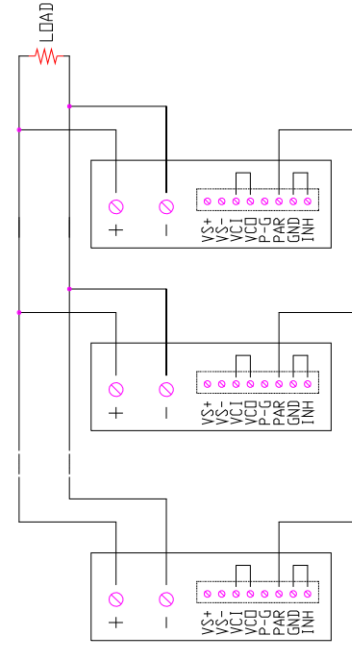 LOAD
+
-
VS+
VS-
VCI
VCO
P-G
PAR
GND
INH
+
-
VS+
VS-
VCI
VCO
P-G
PAR
GND
INH
+
-
VS+
VS-
VCI
VCO
P-G
PAR
GND
INH